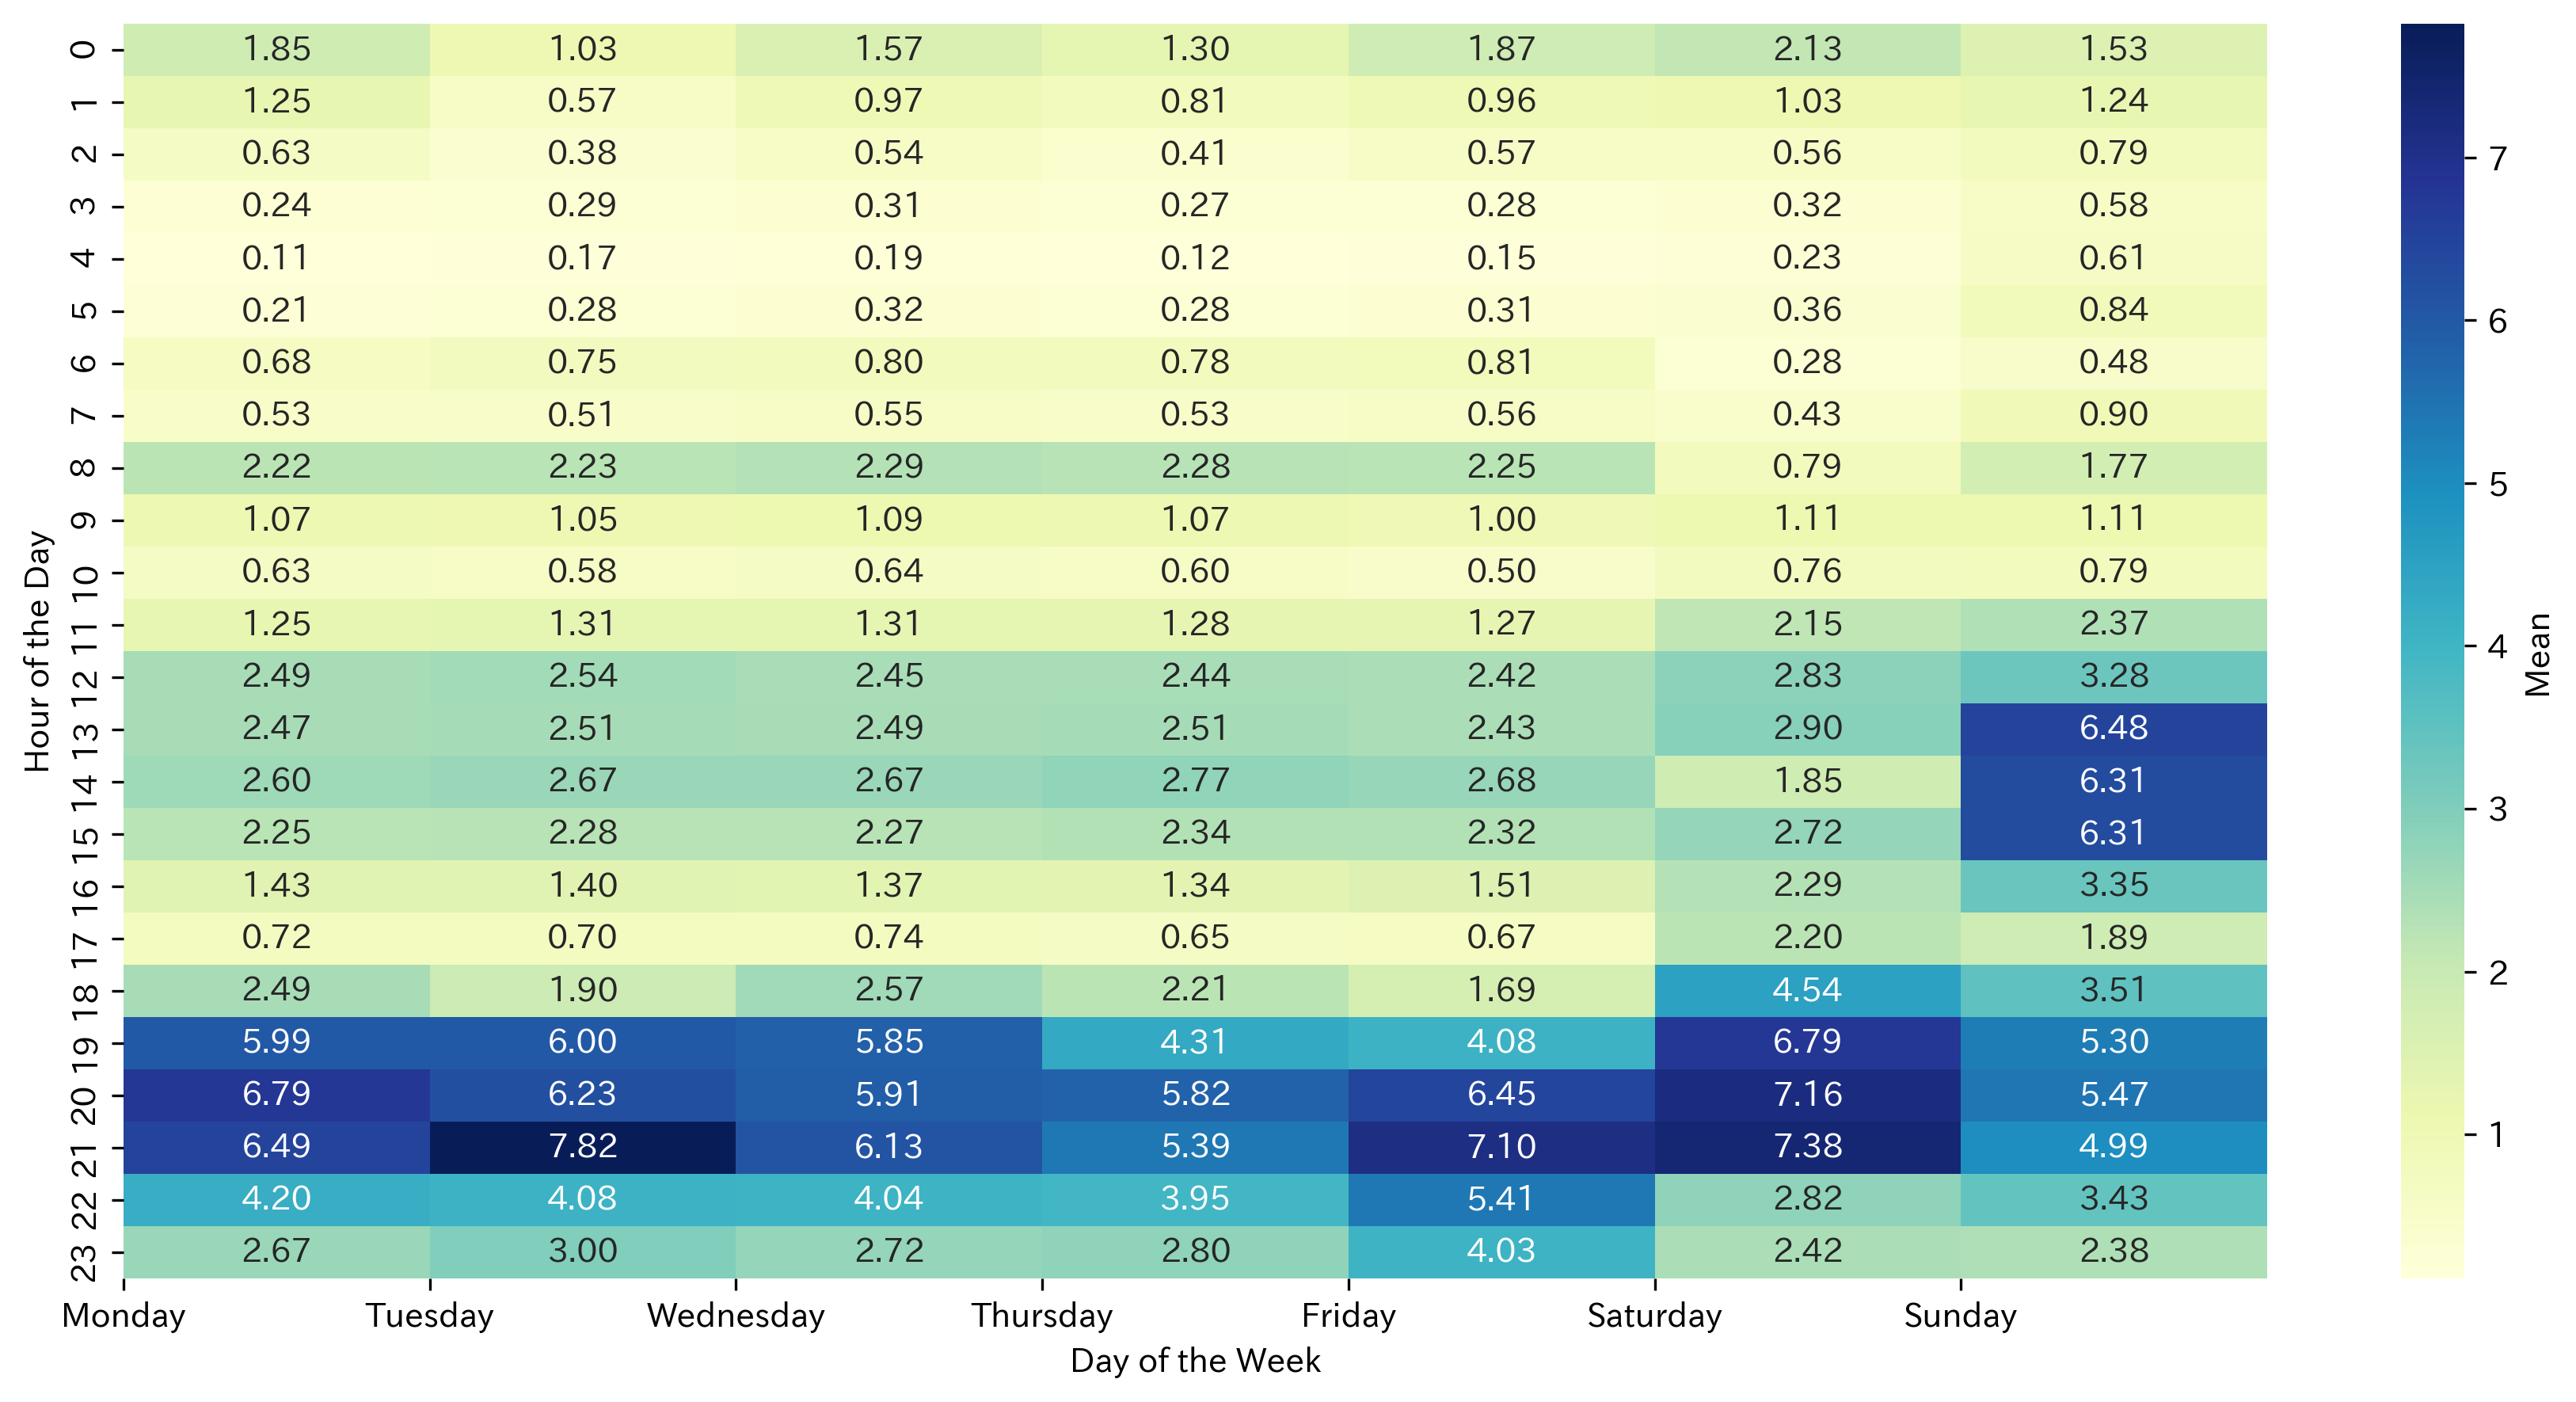 0 1.85 1.03 1.57 1.30 1.87 2.13 1.53
1 1.25 0.57 0.97 0.81 0.96 1.03 1.24
2 0.63 0.38 0.54 0.41 0.57 0.56 0.79
3 0.24 0.29 0.31 0.27 0.28 0.32 0.58
4 0.11 0.17 0.19 0.12 0.15 0.23 0.61
5 0.21 0.28 0.32 0.28 0.31 0.36 0.84
6 0.68 0.75 0.80 0.78 0.81 0.28 0.48
7 0.53 0.51 0.55 0.53 0.56 0.43 0.90
8 2.22 2.23 2.29 2.28 2.25 0.79 1.77
9 1.07 1.05 1.09 1.07 1.00 1.11 1.11
10 0.63 0.58 0.64 0.60 0.50 0.76 0.79
11 1.25 1.31 1.31 1.28 1.27 2.15 2.37
12 2.49 2.54 2.45 2.44 2.42 2.83 3.28
13 2.47 2.51 2.49 2.51 2.43 2.90 6.48
14 2.60 2.67 2.67 2.77 2.68 1.85 6.31
15 2.25 2.28 2.27 2.34 2.32 2.72 6.31
16 1.43 1.40 1.37 1.34 1.51 2.29 3.35
17 0.72 0.70 0.74 0.65 0.67 2.20 1.89
18 2.49 1.90 2.57 2.21 1.69 4.54 3.51
19 5.99 6.00 5.85 4.31 4.08 6.79 5.30
20 6.79 6.23 5.91 5.82 6.45 7.16 5.47
21 6.49 7.82 6.13 5.39 7.10 7.38 4.99
22 4.20 4.08 4.04 3.95 5.41 2.82 3.43
23 2.67 3.00 2.72 2.80 4.03 2.42 2.38
Monday Tuesday Wednesday Thursday Friday Saturday Sunday
Day of the Week
Hour of the Day
7
6
5
4
3
2
1
Mean